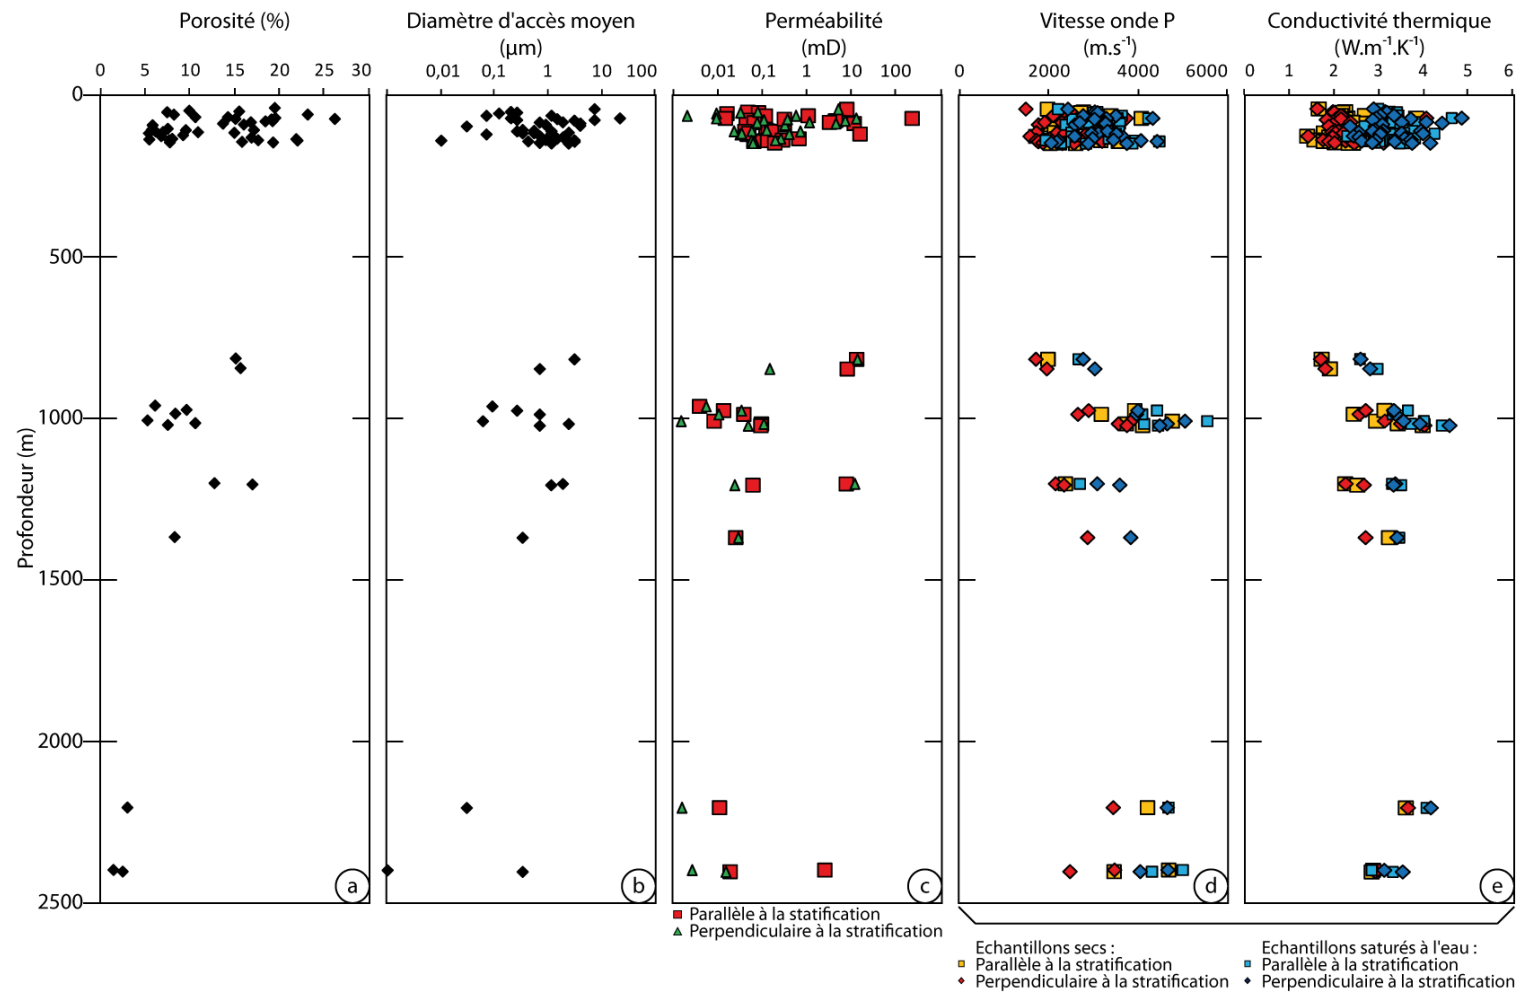 Porosité (%)
Diamètre d'accès moyen
(µm)
Perméabilité
(mD)
Vitesse onde P
(m.s⁻¹)
Conductivité thermique
(W.m⁻¹.K⁻¹)
0 5 10 15 20 25 30
0,01 0,1 1 10 100
0,01 0,1 1 10 100
0 2000 4000 6000
0 1 2 3 4 5 6
0
500
1000
1500
2000
2500
Profondeur (m)
a
b
c
d
e
Parallèle à la statification
Perpendiculaire à la stratification
Echantillons secs :
Parallèle à la stratification
Perpendiculaire à la stratification
Echantillons saturés à l'eau :
Parallèle à la stratification
Perpendiculaire à la stratification